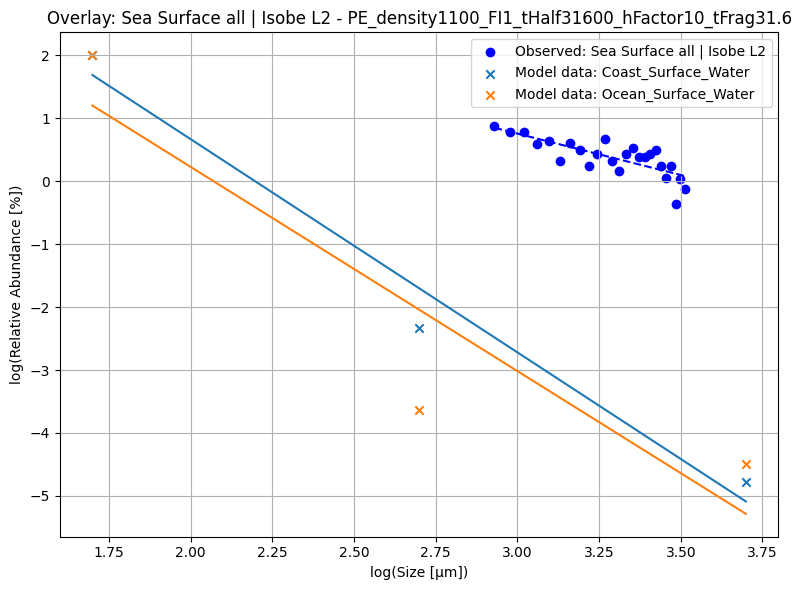 Overlay: Sea Surface all | Isobe L2 - PE_density1100_FI1_tHalf31600_hFactor10_tFrag31.6
Observed: Sea Surface all | Isobe L2
Model data: Coast_Surface_Water
Model data: Ocean_Surface_Water
log(Relative Abundance [%])
2
1
0
−1
−2
−3
−4
−5
1.75
2.00
2.25
2.50
2.75
3.00
3.25
3.50
3.75
log(Size [μm])